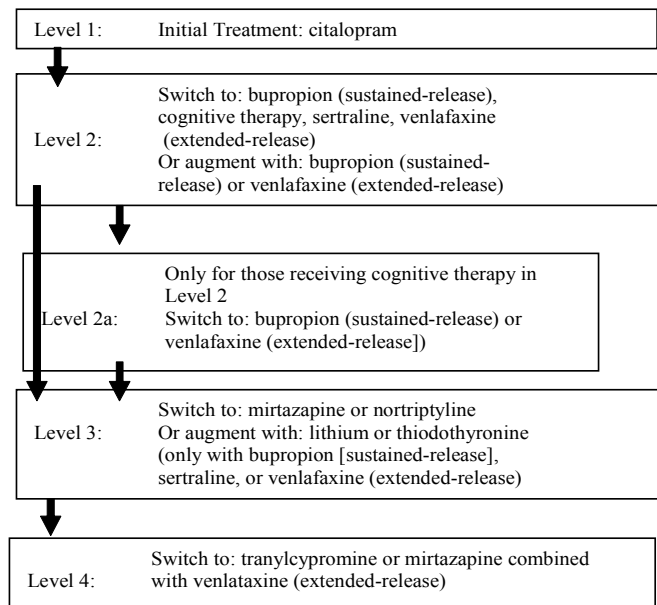 Level 1: Initial Treatment: citalopram
Switch to: bupropion (sustained-release),
cognitive therapy, sertraline, venlafaxine
(extended-release)
Level 2:
Or augment with: bupropion (sustained-
release) or venlafaxine (extended-release)
Only for those receiving cognitive therapy in
Level 2
Level 2a:
Switch to: bupropion (sustained-release) or
venlafaxine (extended-release])
Switch to: mirtazapine or nortriptyline
Level 3:
Or augment with: lithium or thiodothyronine
(only with bupropion [sustained-release],
sertraline, or venlafaxine (extended-release)
Switch to: tranylcypromine or mirtazapine combined
Level 4: with venlataxine (extended-release)